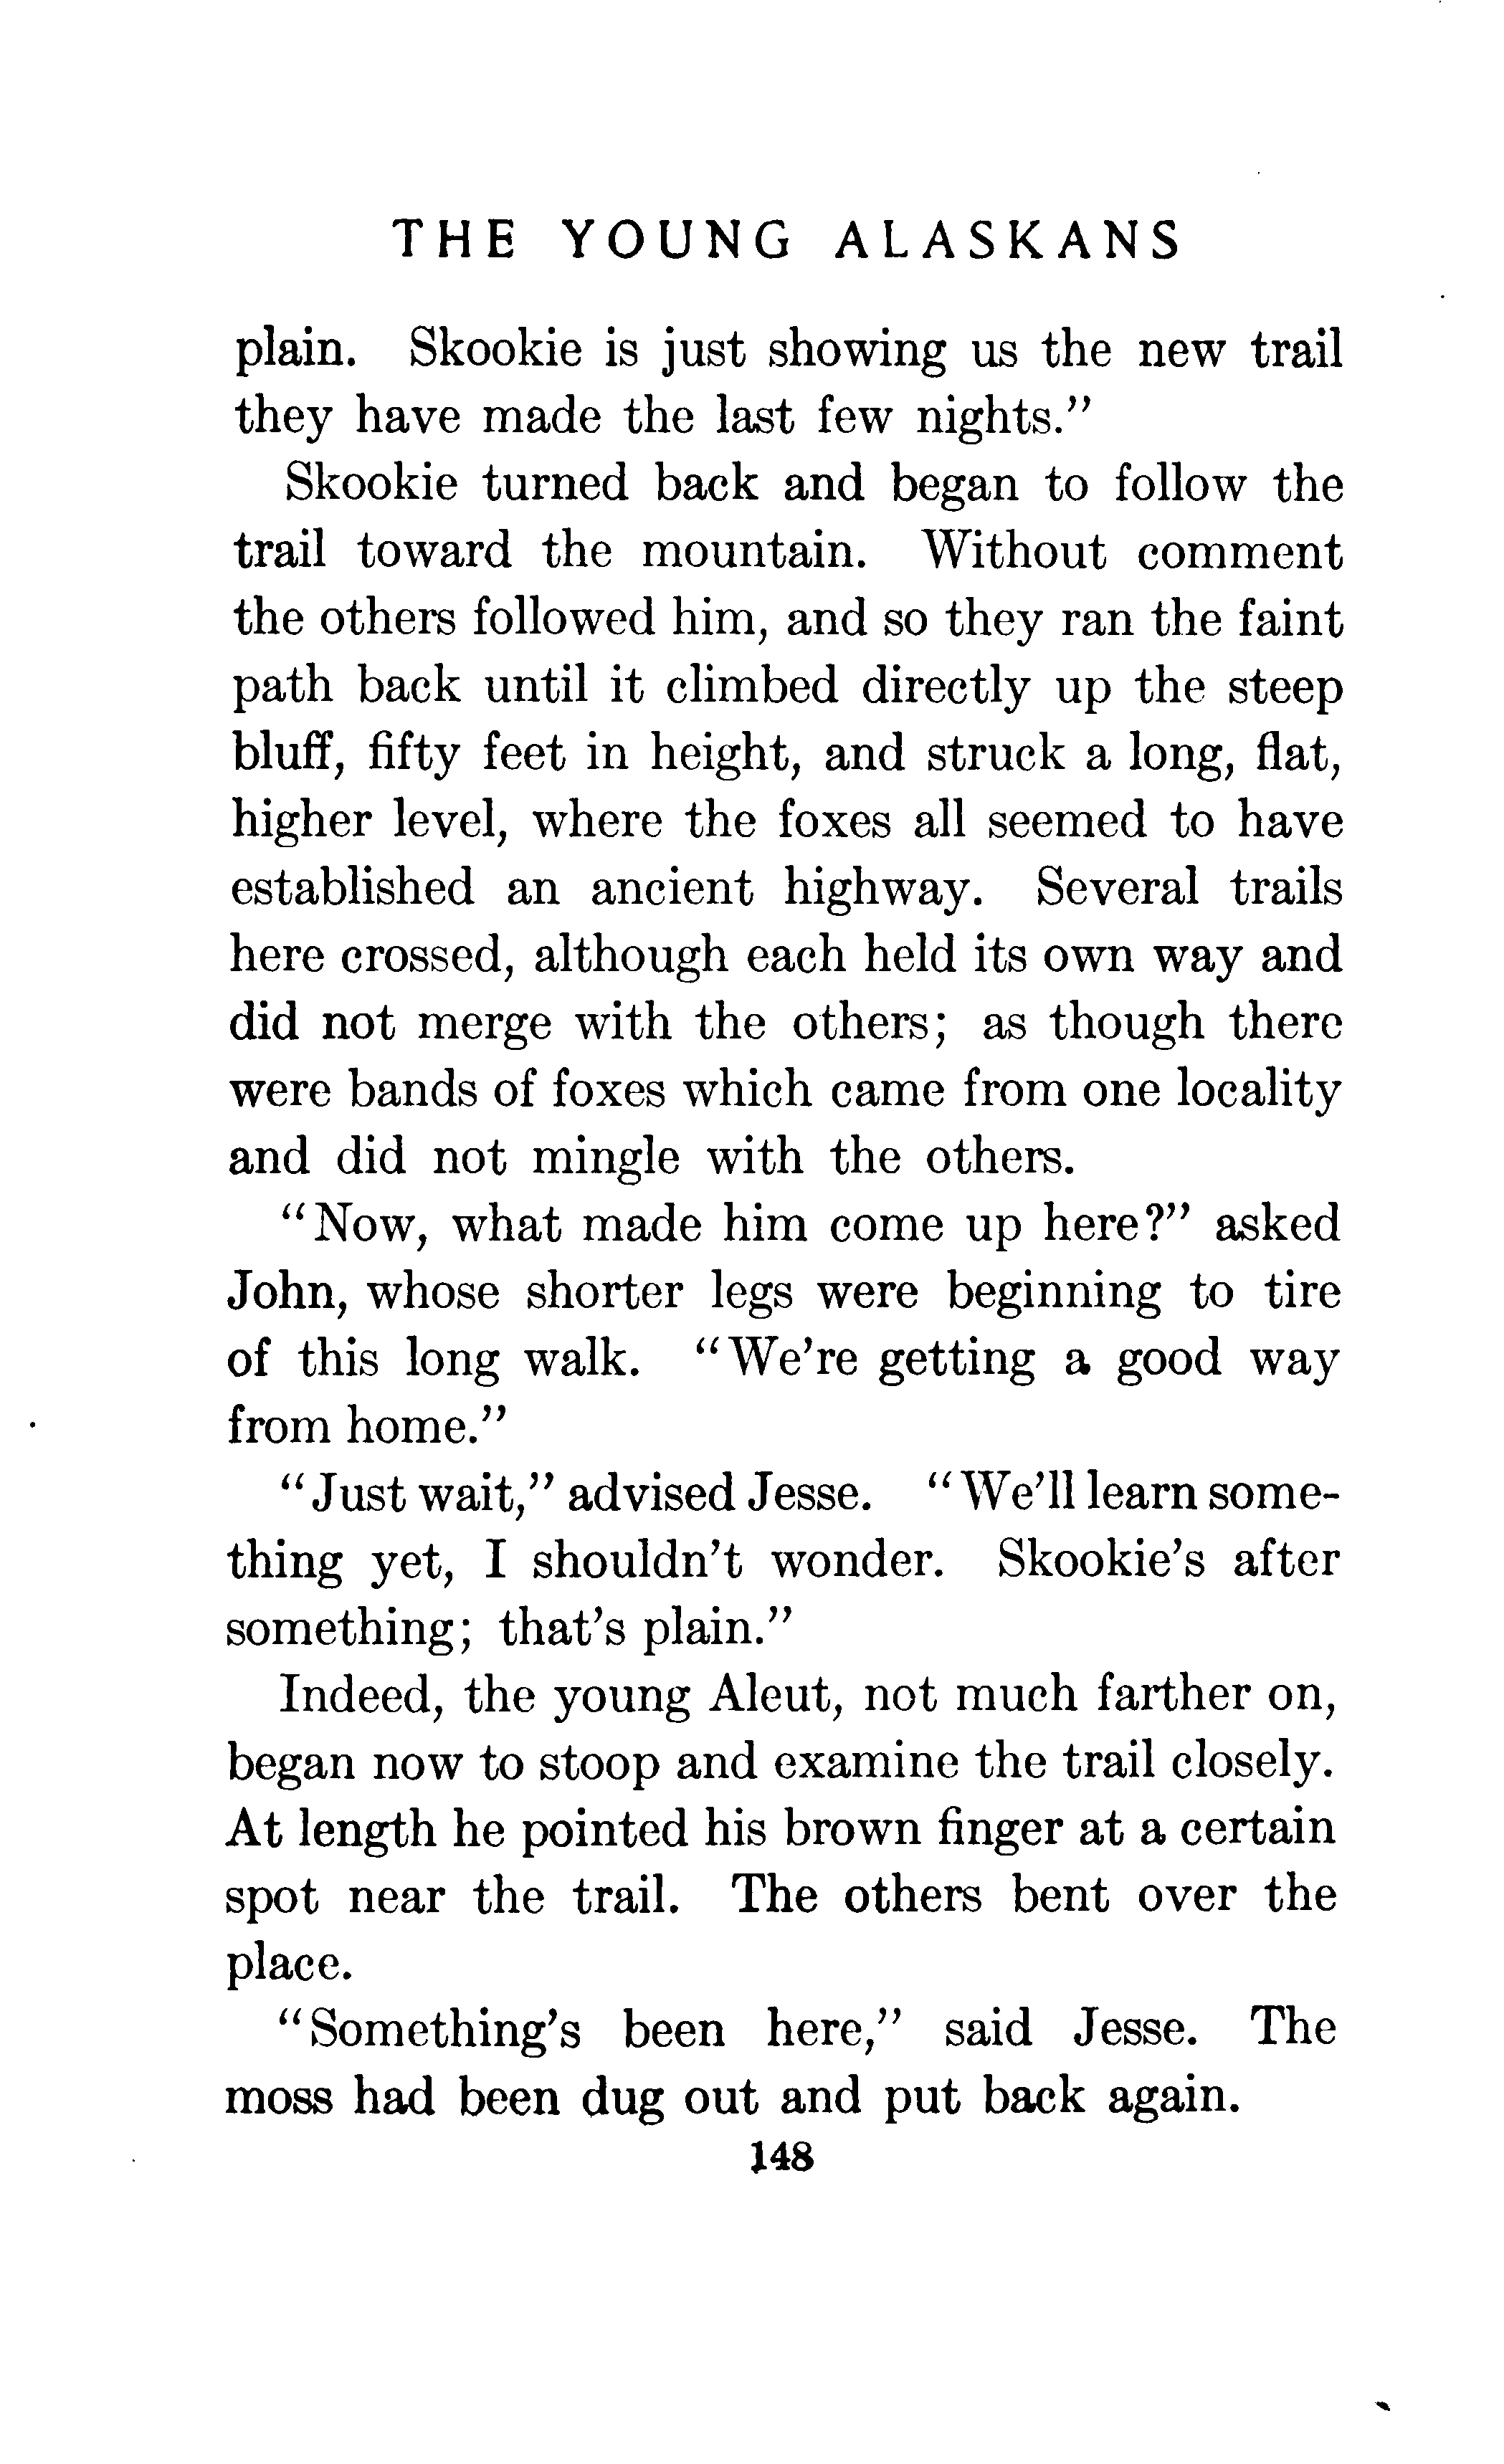 THE YOUNG ALASKANS
plain. Skookie is just showing us the new trail
they have made the last few nights."
Skookie turned back and began to follow the
trail toward the mountain. Without comment
the others followed him, and so they ran the faint
path back until it climbed directly up the steep
bluff, fifty feet in height, and struck a long, flat,
higher level, where the foxes all seemed to have
established an ancient highway. Several trails
here crossed, although each held its own way and
did not merge with the others; as though there
were bands of foxes which came from one locality
and did not mingle with the others.
"Now, what made him come up here?" asked
John, whose shorter legs were beginning to tire
of this long walk. "We're getting a good way
from home."
"Just wait," advised Jesse. "We'll learn some-
thing yet, I shouldn't wonder. Skookie's after
something; that's plain."
Indeed, the young Aleut, not much farther on,
began now to stoop and examine the trail closely.
At length he pointed his brown finger at a certain
spot near the trail. The others bent over the
place.
"Something's been here," said Jesse. The
moss had been dug out and put back again.
148